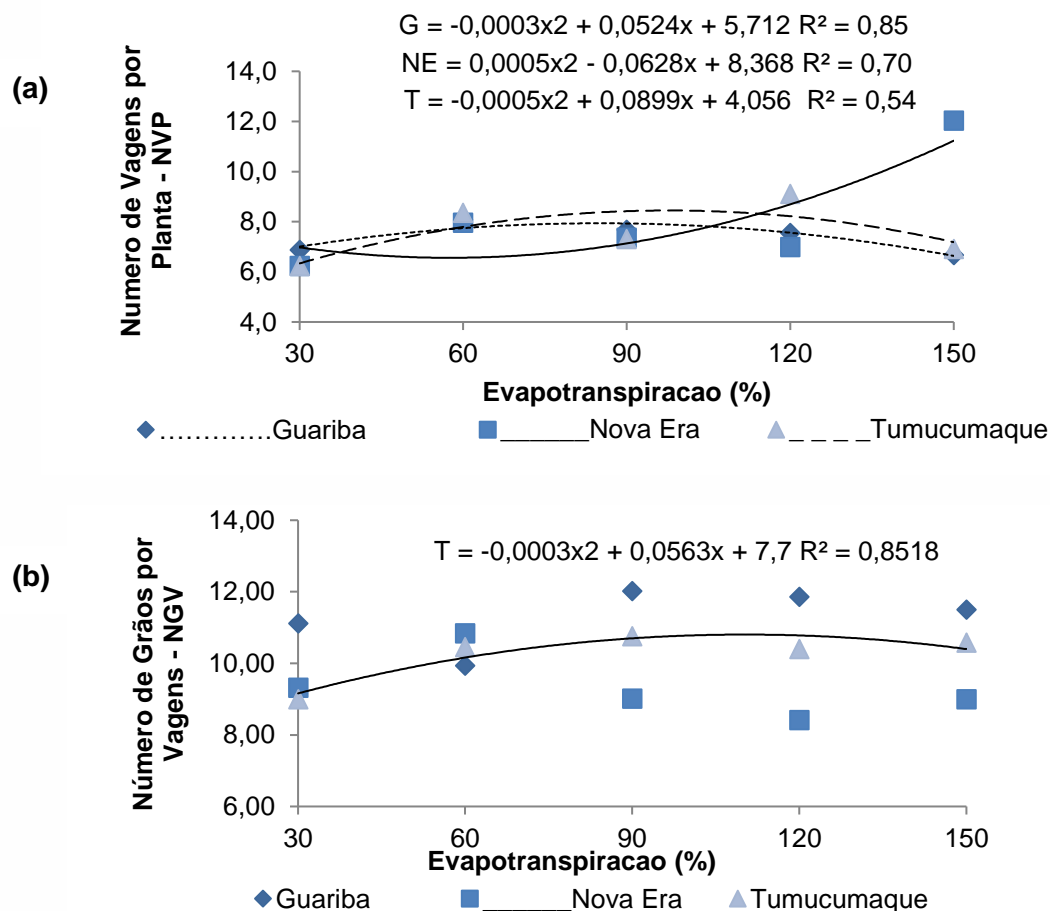 (a)
G = -0,0003x2 + 0,0524x + 5,712 R² = 0,85
NE = 0,0005x2 - 0,0628x + 8,368 R² = 0,70
T = -0,0005x2 + 0,0899x + 4,056 R² = 0,54
Numero de Vagens por
Planta - NVP
14,0
12,0
10,0
8,0
6,0
4,0
30 60 90 120 150
Evapotranspiracao (%)
.............Guariba ______Nova Era _ _ _ _Tumucumaque
(b)
T = -0,0003x2 + 0,0563x + 7,7 R² = 0,8518
Número de Grãos por
Vagens - NGV
14,00
12,00
10,00
8,00
6,00
30 60 90 120 150
Evapotranspiracao (%)
Guariba ______Nova Era Tumucumaque